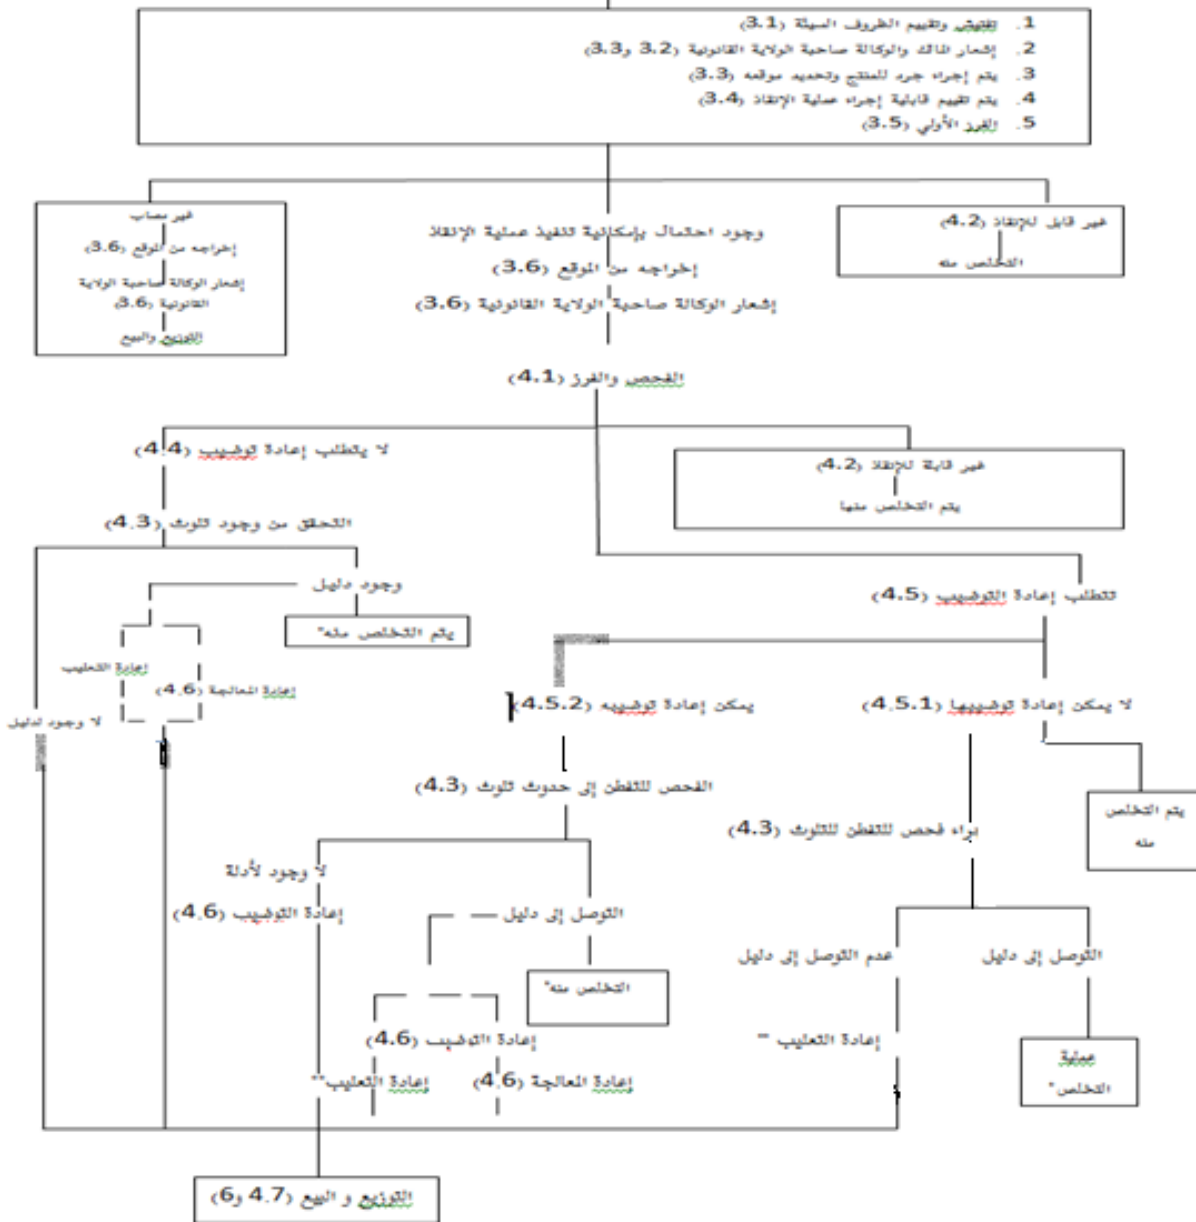 1. تفتيش وتقييم الظروف السيئة (3.1)
2. إشعار المالك والوكالة صاحبة الولاية القانونية (3.2 و3.3)
3. يتم إجراء جرد للمنتج وتحديد موقعه (3.3)
4. يتم تقييم قابلية إجراء عملية الإنقاذ (3.4)
5. الفرز الأولي (3.5)
غير قابل للإنقاذ (4.2)
التخلص منه
وجود احتمال بإمكانية تنفيذ عملية الإنقاذ
إخراجه من الموقع (3.6)
إشعار الوكالة صاحبة الولاية القانونية (3.6)
غير مصاب
إخراجه من الموقع (3.6)
إشعار الوكالة صاحبة الولاية
القانونية (3.6)
التوزيع والبيع
الفحص والفرز (4.1)
غير قابلة للإنقاذ (4.2)
يتم التخلص منها
لا يتطلب إعادة توضيب (4.4)
التحقق من وجود تلوث (4.3)
وجود دليل
يتم التخلص منه*
إعادة التعليب
إعادة المعالجة (4.6)
لا وجود لدليل
تتطلب إعادة التوضيب (4.5)
لا يمكن إعادة توضيبها (4.5.1)
يمكن إعادة توضيبه (4.5.2)
يتم التخلص
منه
براء فحص للتفطن للتلوث (4.3)
الفحص للتفطن إلى حدوث تلوث (4.3)
التوصل إلى دليل
عدم التوصل إلى دليل
عملية
التخلص*
إعادة التعليب **
لا وجود لأدلة
إعادة التوضيب (4.6)
التوصل إلى دليل
التخلص منه*
إعادة التوضيب (4.6)
إعادة المعالجة (4.6)
إعادة التعليب**
التوزيع و البيع (4.7 و6)